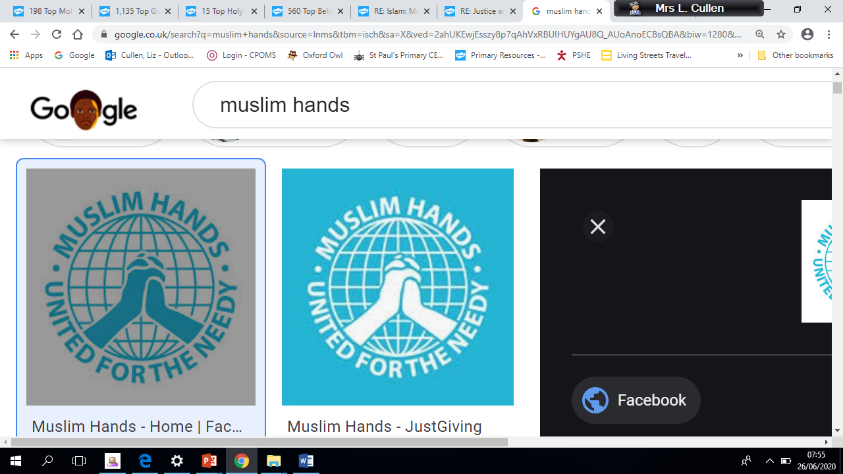 198 Top Mo
1,135 Top G
15 Top Holy
560 Top Beli
RE: Islam: M
RE: Justice a
muslim hand
Mrs L. Cullen
google.co.uk/search?q=muslim+hands&source=lnms&tbm=isch&sa=X&ved=2ahUKEwjEsszy8p7qAhVxRBUIHUYgAU8Q_AUoAnoECBsQBA&biw=1280&...
Apps
Google
Cullen, Liz - Outloo...
Login - CPOMS
Oxford Owl
St Paul's Primary CE...
Primary Resources -...
PSHE
Living Streets Travel...
»
Other bookmarks
Google
muslim hands
MUSLIM HANDS
UNITED FOR THE NEEDY
MUSLIM HANDS
UNITED FOR THE NEEDY
Facebook
Muslim Hands - Home | Fac...
Muslim Hands - JustGiving
07:55
26/06/2020